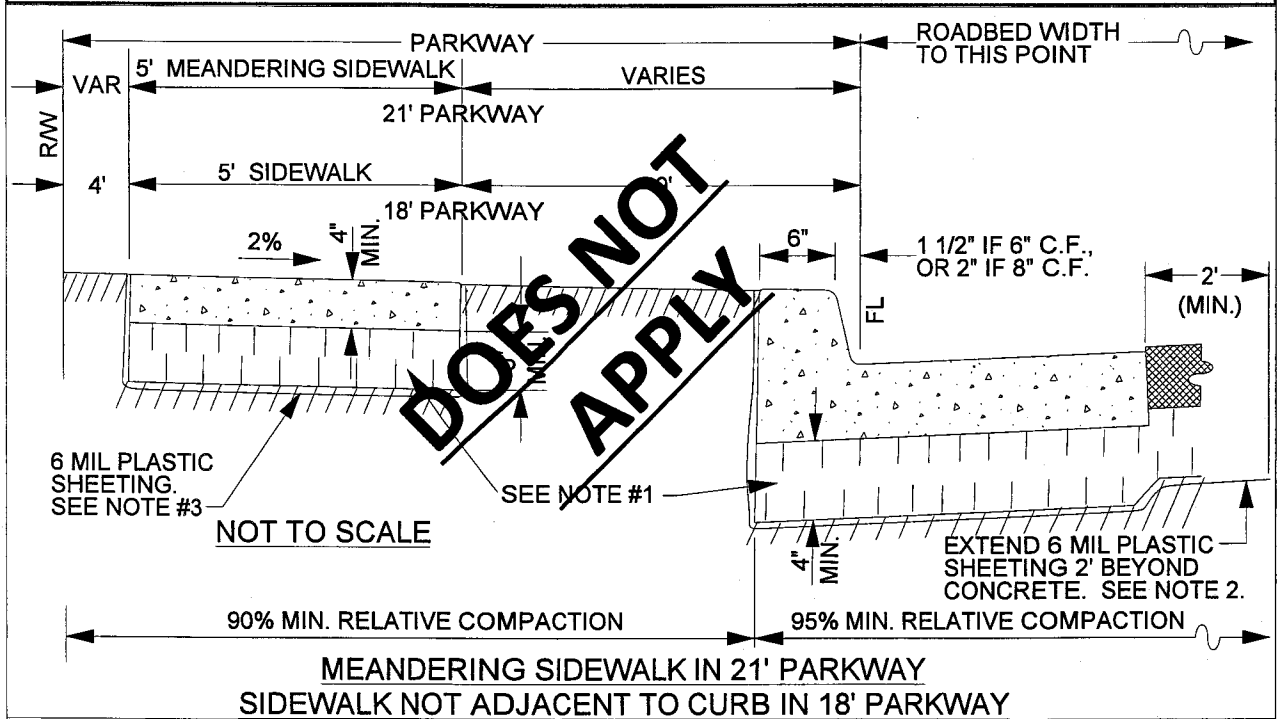 PARKWAY
ROADBED WIDTH
TO THIS POINT
VAR
5' MEANDERING SIDEWALK
VARIES
21' PARKWAY
R/W
4'
5' SIDEWALK
18' PARKWAY
2%
4"
MIN.
6"
1 1/2" IF 6" C.F.,
OR 2" IF 8" C.F.
FL
2'
(MIN.)
DOES NOT
APPLY
MIN.
6 MIL PLASTIC
SHEETING.
SEE NOTE #3
SEE NOTE #1
NOT TO SCALE
4"
MIN.
EXTEND 6 MIL PLASTIC
SHEETING 2' BEYOND
CONCRETE. SEE NOTE 2.
90% MIN. RELATIVE COMPACTION
95% MIN. RELATIVE COMPACTION
MEANDERING SIDEWALK IN 21' PARKWAY
SIDEWALK NOT ADJACENT TO CURB IN 18' PARKWAY